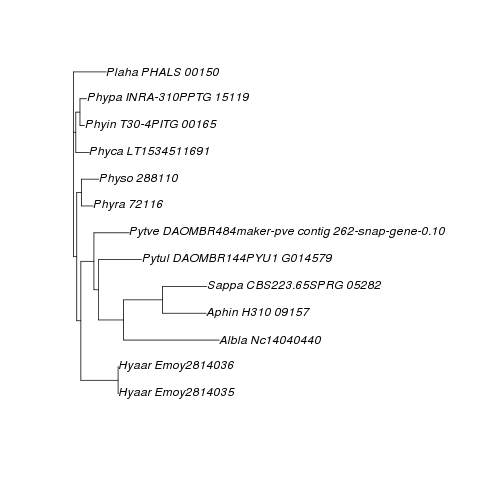 Plaha PHALS 00150
Phypa INRA-310PPTG 15119
Phyin T30-4PITG 00165
Phyca LT1534511691
Physo 288110
Phyra 72116
Pytve DAOMBR484maker-pve contig 262-snap-gene-0.10
Pytul DAOMBR144PYU1 G014579
Sappa CBS223.65SPRG 05282
Aphin H310 09157
Albla Nc14040440
Hyaar Emoy2814036
Hyaar Emoy2814035